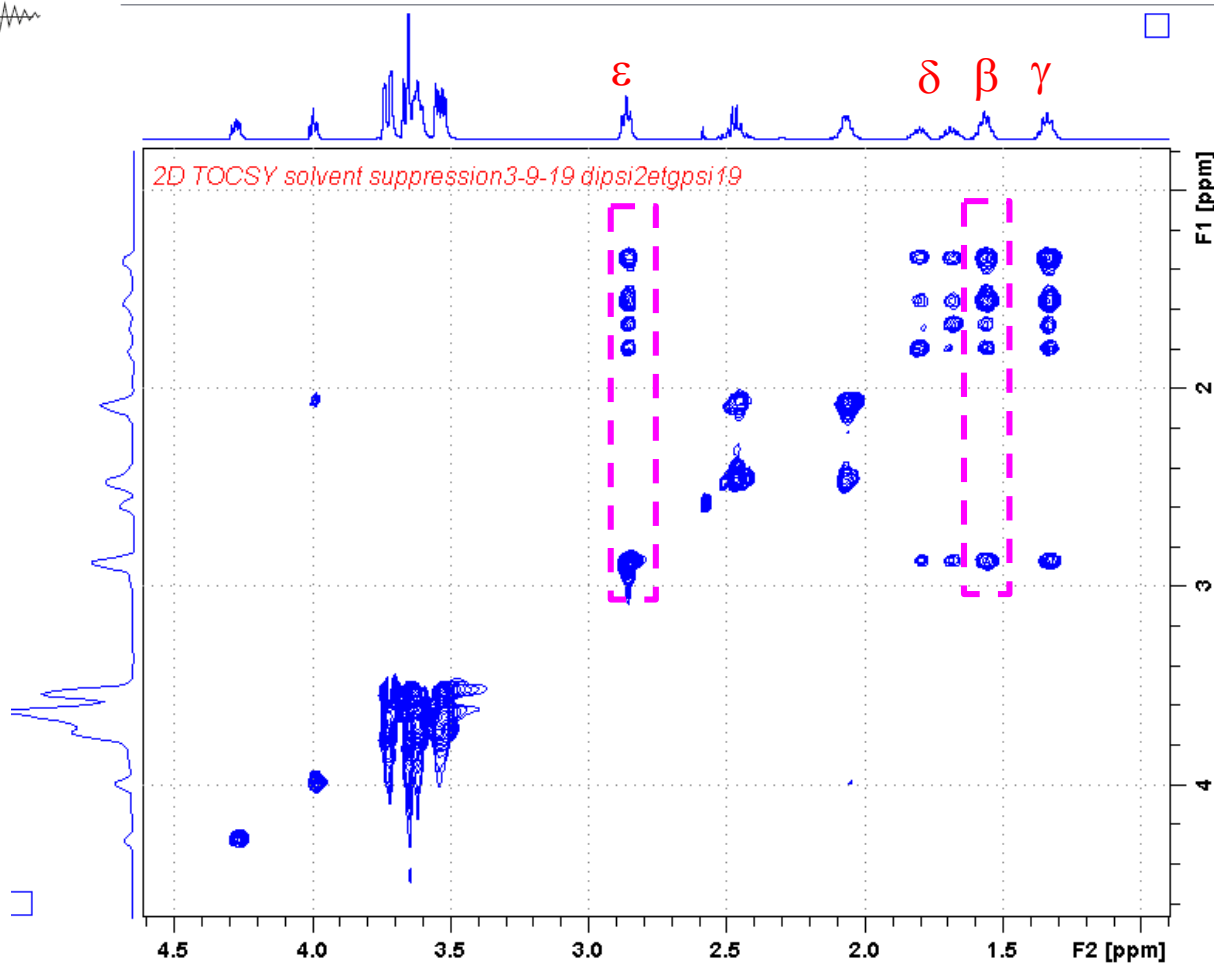 ε δ β γ
2D TOCSY solvent suppression3-9-19 dipsi2etgpsi19
F1 [ppm]
2
3
4
4.5 4.0 3.5 3.0 2.5 2.0 1.5 F2 [ppm]